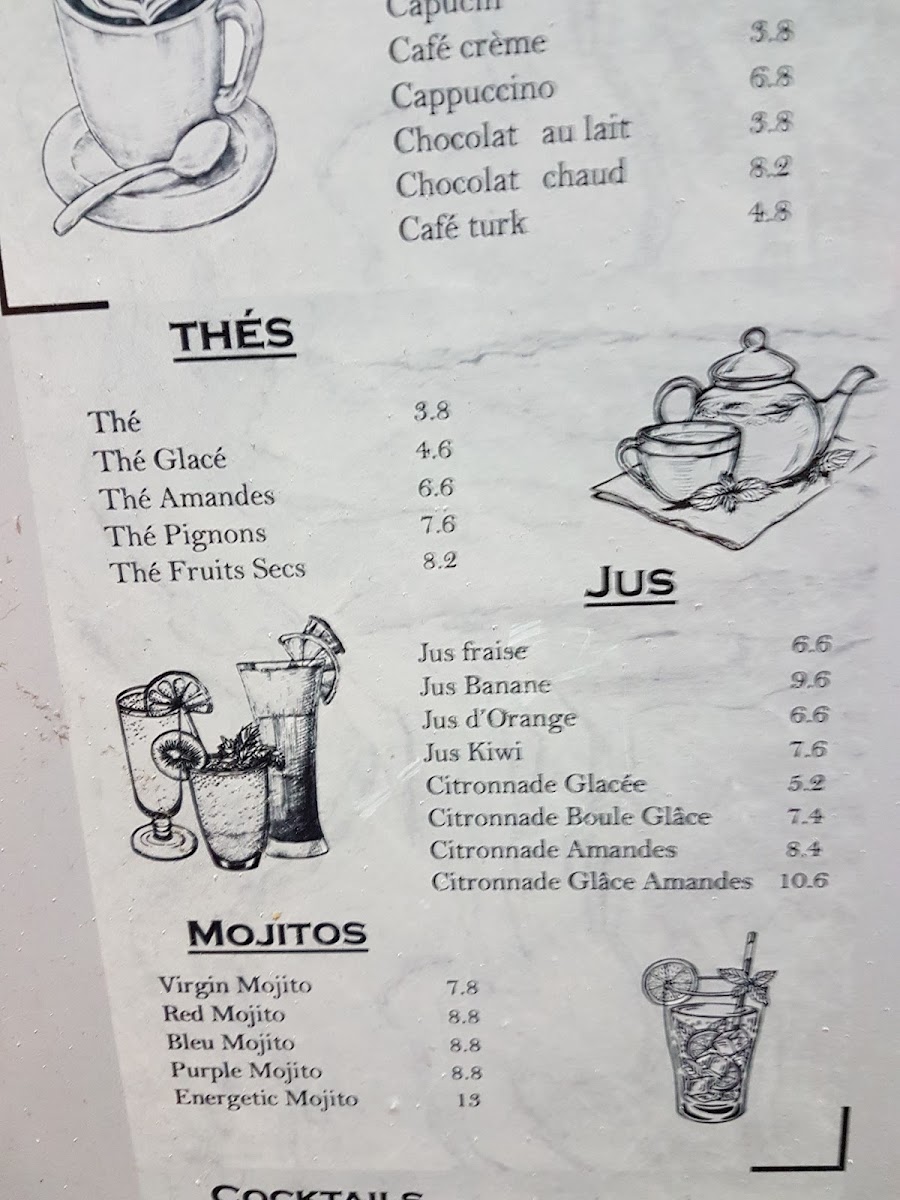 Capucin
Café crème 3.8
Cappuccino 6.8
Chocolat au lait 3.8
Chocolat chaud 8.2
Café turk 4.8
THÉS
Thé 3.8
Thé Glacé 4.6
Thé Amandes 6.6
Thé Pignons 7.6
Thé Fruits Secs 8.2
JUS
Jus fraise 6.6
Jus Banane 9.6
Jus d'Orange 6.6
Jus Kiwi 7.6
Citronnade Glacée 5.2
Citronnade Boule Glâce 7.4
Citronnade Amandes 8.4
Citronnade Glâce Amandes 10.6
MOJITOS
Virgin Mojito 7.8
Red Mojito 8.8
Bleu Mojito 8.8
Purple Mojito 8.8
Energetic Mojito 13
COCKTAILS